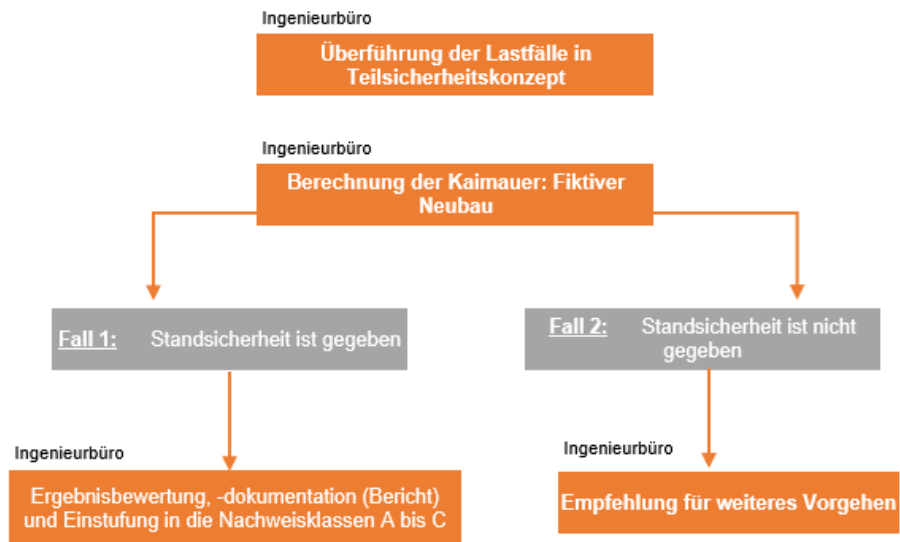 Ingenieurbüro
Überführung der Lastfälle in
Teilsicherheitskonzept
Ingenieurbüro
Berechnung der Kaimauer: Fiktiver
Neubau
Fall 1: Standsicherheit ist gegeben
Fall 2: Standsicherheit ist nicht
gegeben
Ingenieurbüro
Ergebnisbewertung, -dokumentation (Bericht)
und Einstufung in die Nachweisklassen A bis C
Ingenieurbüro
Empfehlung für weiteres Vorgehen